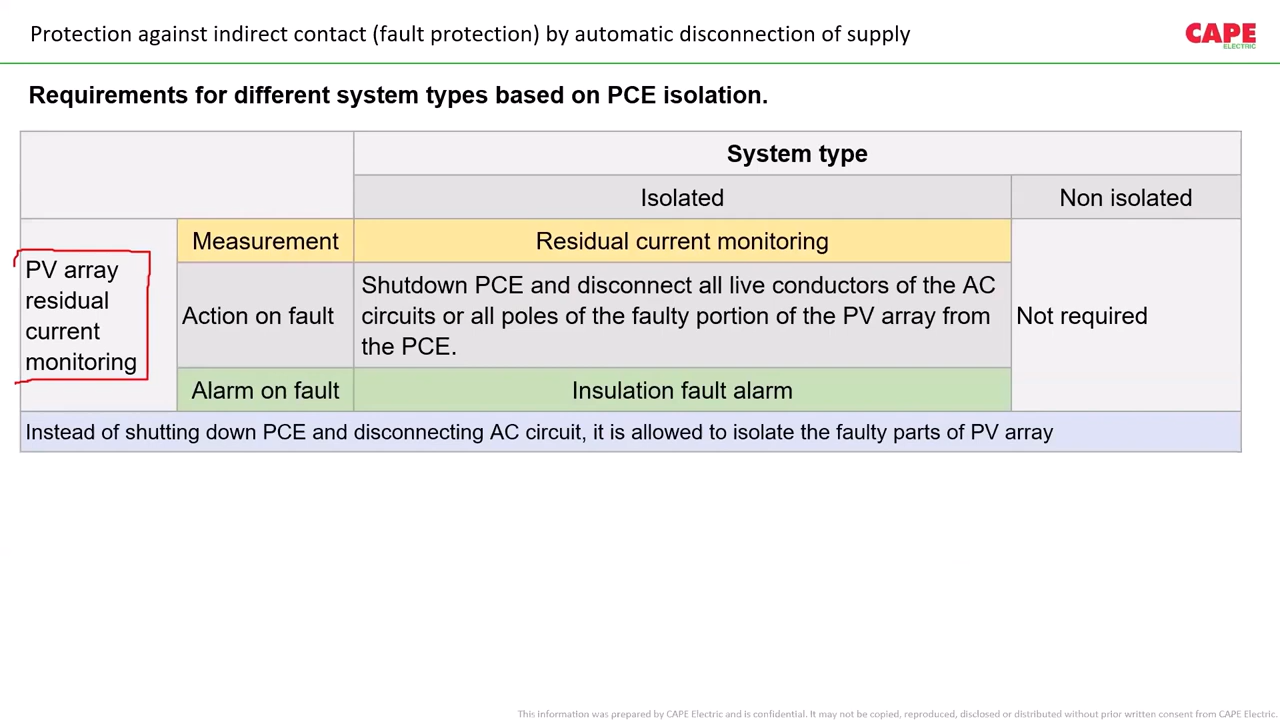 Protection against indirect contact (fault protection) by automatic disconnection of supply
CAPE
ELECTRIC
Requirements for different system types based on PCE isolation.
System type
Isolated
Non isolated
PV array
residual
current
monitoring
Measurement
Residual current monitoring
Action on fault
Shutdown PCE and disconnect all live conductors of the AC
circuits or all poles of the faulty portion of the PV array from
the PCE.
Not required
Alarm on fault
Insulation fault alarm
Instead of shutting down PCE and disconnecting AC circuit, it is allowed to isolate the faulty parts of PV array
This information was prepared by CAPE Electric and is confidential. It may not be copied, reproduced, disclosed or distributed without prior written consent from CAPE Electric.